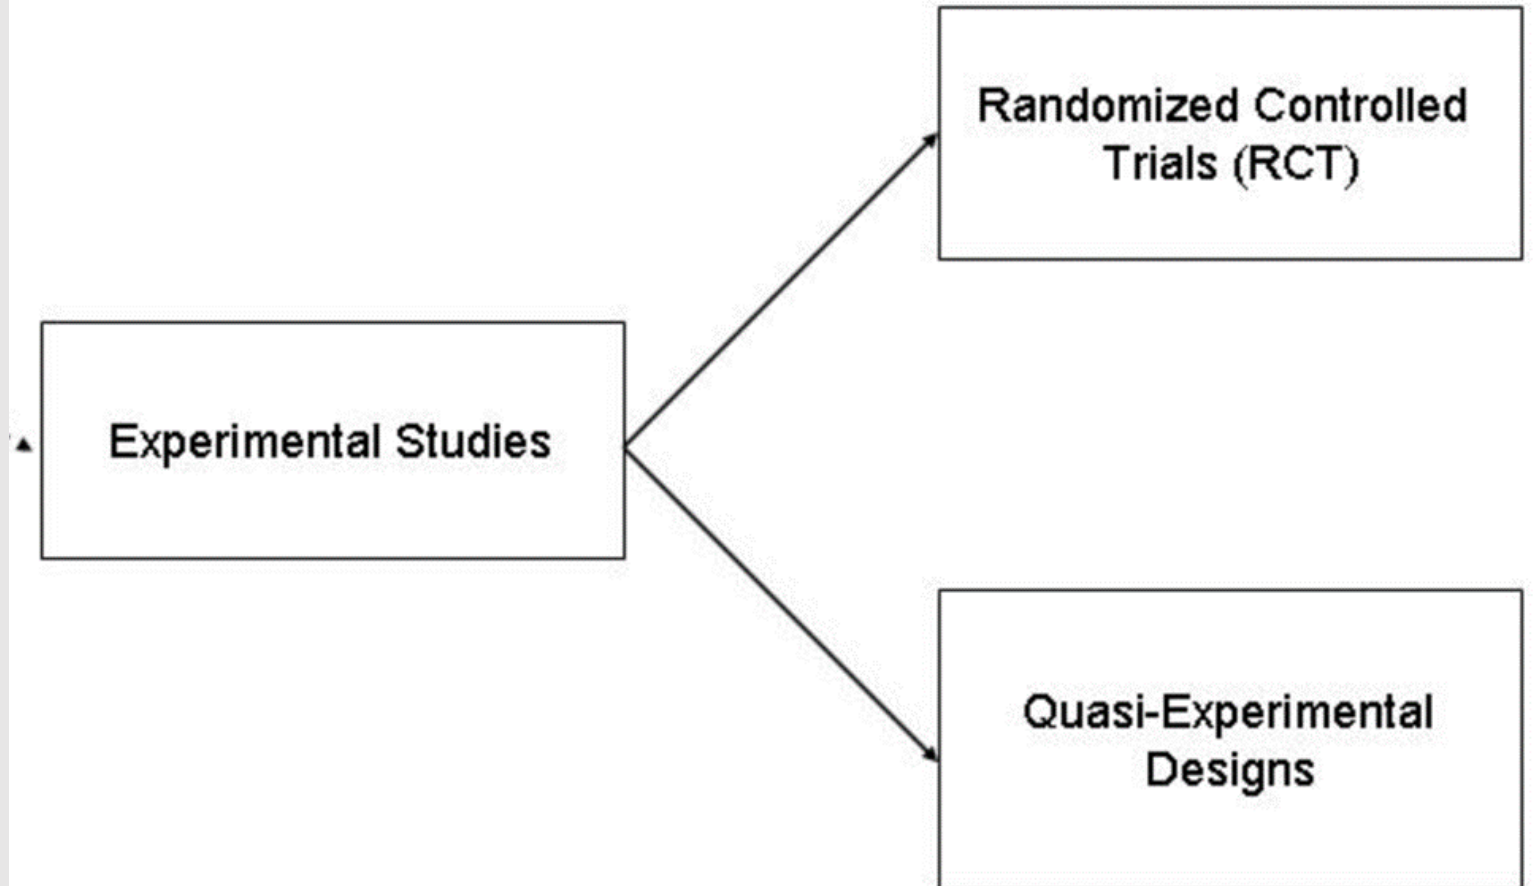 Randomized Controlled
Trials (RCT)
Experimental Studies
Quasi-Experimental
Designs